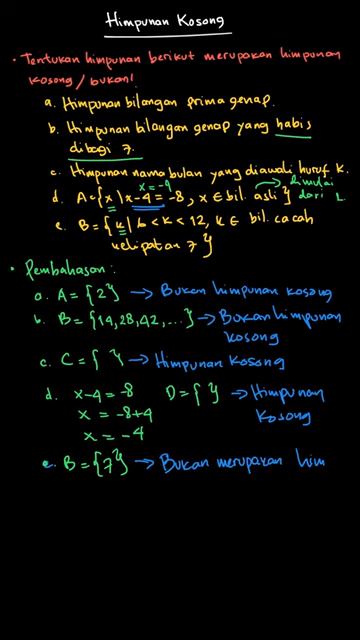 Himpunan Kosong
• Tentukan himpunan berikut merupakan himpunan
kosong/bukan!
a. Himpunan bilangan prima genap.
b. Himpunan bilangan genap yang habis
dibagi 7.
c. Himpunan nama bulan yang diawali huruf K.
x = -4
d. A = {x | x-4 = -8, x ∈ bil. asli} dimulai dari 1.
e. B = {k | 6 < k < 12, k ∈ bil. cacah
kelipatan 7}
• Pembahasan :
a. A = {2} → Bukan himpunan kosong
b. B = {14, 28, 42, ...} → Bukan himpunan
kosong
c. C = { } → Himpunan kosong
d. x-4 = -8 D = { } → Himpunan
x = -8+4 kosong
x = -4
e. B = {7} → Bukan merupakan him